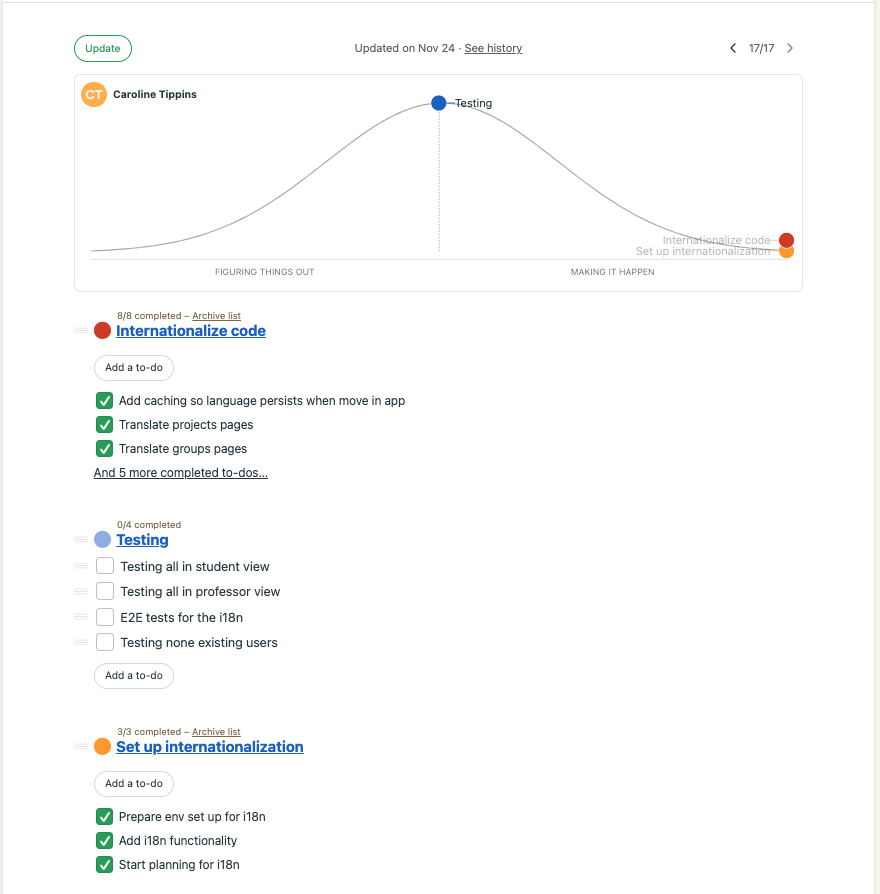 Update
Updated on Nov 24 · See history
17/17
CT
Caroline Tippins
Testing
Internationalize code
Set up internationalization
FIGURING THINGS OUT
MAKING IT HAPPEN
8/8 completed – Archive list
Internationalize code
Add a to-do
Add caching so language persists when move in app
Translate projects pages
Translate groups pages
And 5 more completed to-dos...
0/4 completed
Testing
Testing all in student view
Testing all in professor view
E2E tests for the i18n
Testing none existing users
Add a to-do
3/3 completed – Archive list
Set up internationalization
Add a to-do
Prepare env set up for i18n
Add i18n functionality
Start planning for i18n